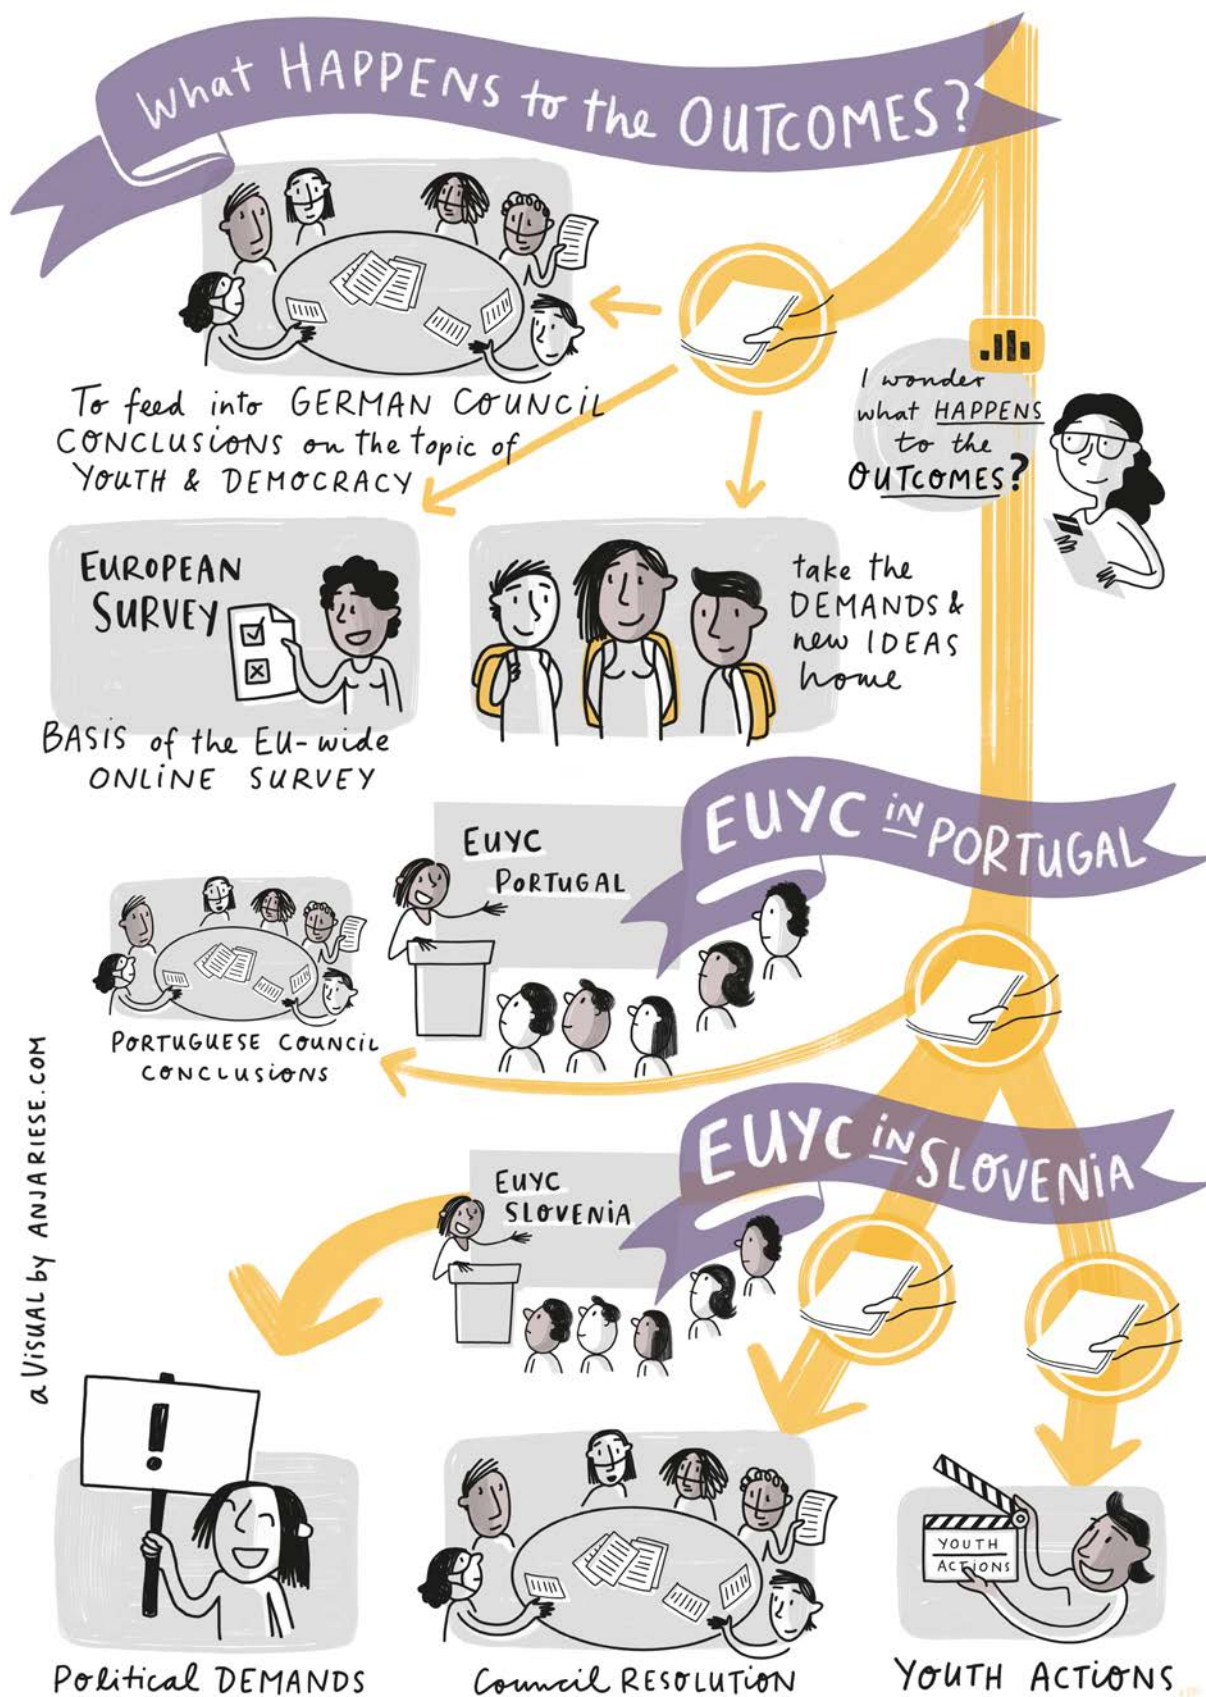 What HAPPENS to the OUTCOMES?
To feed into GERMAN COUNCIL
CONCLUSIONS on the topic of
YOUTH & DEMOCRACY
I wonder
what HAPPENS
to the
OUTCOMES?
EUROPEAN
SURVEY
BASIS of the EU-wide
ONLINE SURVEY
take the
DEMANDS &
new IDEAS
home
EUYC IN PORTUGAL
EUYC
PORTUGAL
PORTUGUESE COUNCIL
CONCLUSIONS
EUYC IN SLOVENIA
EUYC
SLOVENIA
a Visual by ANJARIESE.COM
Political DEMANDS
Council RESOLUTION
YOUTH
ACTIONS
YOUTH ACTIONS